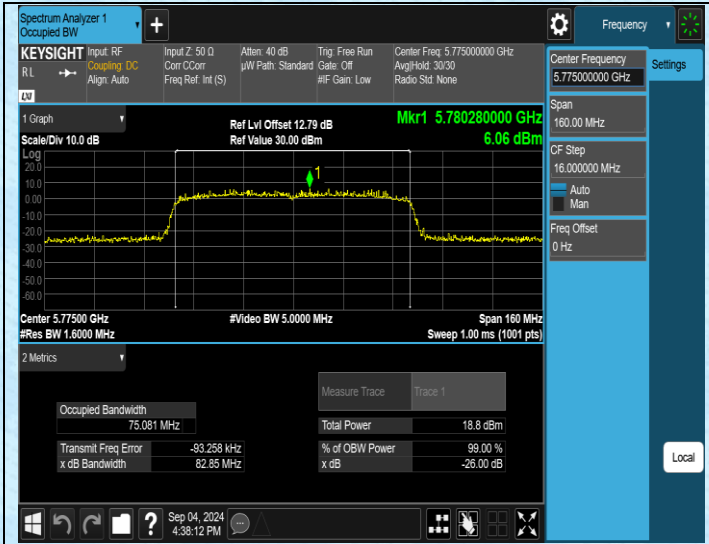 Spectrum Analyzer 1
Occupied BW
Frequency
KEYSIGHT
RL
LXI
Input: RF
Coupling: DC
Align: Auto
Input Z: 50 Ω
Corr CCorr
Freq Ref: Int (S)
Atten: 40 dB
µW Path: Standard
Trig: Free Run
Gate: Off
#IF Gain: Low
Center Freq: 5.775000000 GHz
Avg|Hold: 30/30
Radio Std: None
Center Frequency
5.775000000 GHz
Settings
Span
160.00 MHz
CF Step
16.000000 MHz
Auto
Man
Freq Offset
0 Hz
1 Graph
Scale/Div 10.0 dB
Ref Lvl Offset 12.79 dB
Ref Value 30.00 dBm
Mkr1 5.780280000 GHz
6.06 dBm
Log
20.0
10.0
0.00
-10.0
-20.0
-30.0
-40.0
-50.0
-60.0
1
Center 5.77500 GHz
#Res BW 1.6000 MHz
#Video BW 5.0000 MHz
Span 160 MHz
Sweep 1.00 ms (1001 pts)
2 Metrics
Measure Trace
Trace 1
Occupied Bandwidth
75.081 MHz
Total Power
18.8 dBm
Transmit Freq Error
-93.258 kHz
% of OBW Power
99.00 %
x dB Bandwidth
82.85 MHz
x dB
-26.00 dB
Local
?
Sep 04, 2024
4:38:12 PM